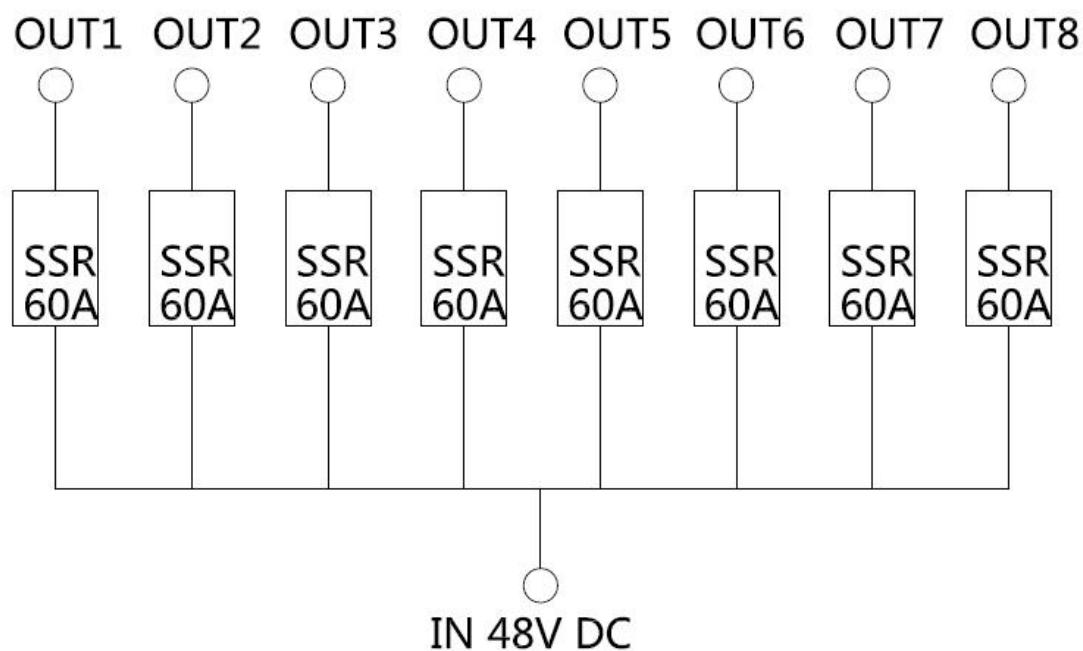 OUT1 OUT2 OUT3 OUT4 OUT5 OUT6 OUT7 OUT8
SSR SSR SSR SSR SSR SSR SSR SSR
60A 60A 60A 60A 60A 60A 60A 60A
IN 48V DC